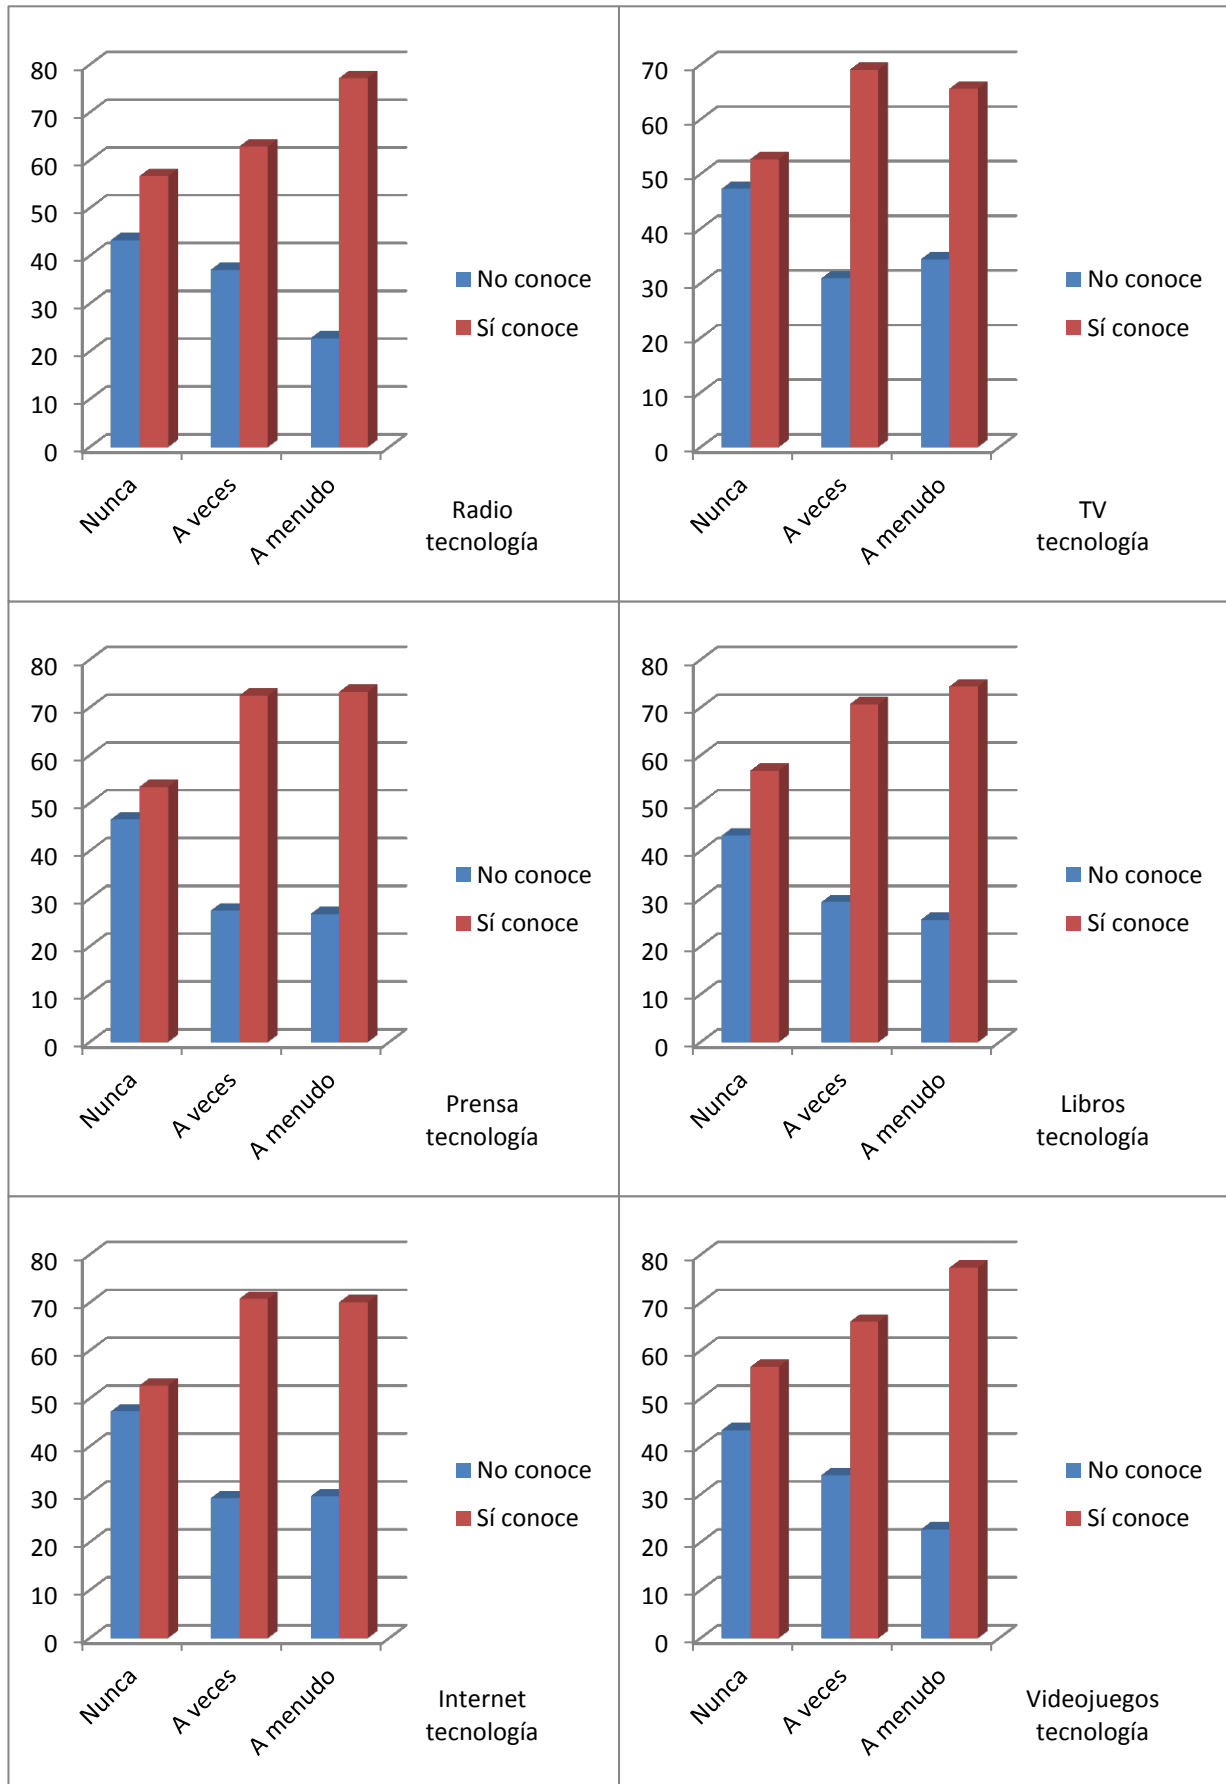 80
70
60
50
40
30
20
10
0
Nunca
A veces
A menudo
No conoce
Sí conoce
Radio
tecnología
70
60
50
40
30
20
10
0
Nunca
A veces
A menudo
No conoce
Sí conoce
TV
tecnología
80
70
60
50
40
30
20
10
0
Nunca
A veces
A menudo
No conoce
Sí conoce
Prensa
tecnología
80
70
60
50
40
30
20
10
0
Nunca
A veces
A menudo
No conoce
Sí conoce
Libros
tecnología
80
70
60
50
40
30
20
10
0
Nunca
A veces
A menudo
No conoce
Sí conoce
Internet
tecnología
80
70
60
50
40
30
20
10
0
Nunca
A veces
A menudo
No conoce
Sí conoce
Videojuegos
tecnología